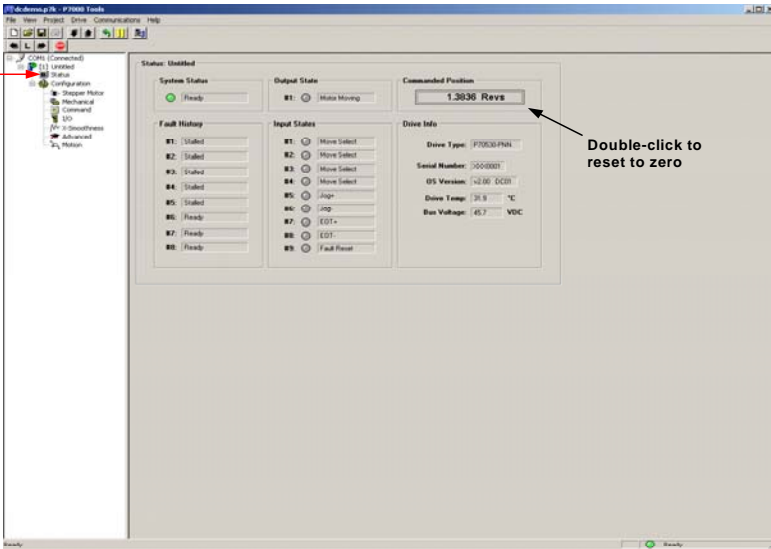 dcdemo.p7k - P7000 Tools
File View Project Drive Communications Help
COM1 (Connected)
[1] Untitled
Status
Configuration
Stepper Motor
Mechanical
Command
I/O
X-Smoothness
Advanced
Motion
Status: Untitled
System Status
Ready
Output State
#1: Motor Moving
Commanded Position
1.3836 Revs
Double-click to
reset to zero
Fault History
#1: Stalled
#2: Stalled
#3: Stalled
#4: Stalled
#5: Stalled
#6: Ready
#7: Ready
#8: Ready
Input States
#1: Move Select
#2: Move Select
#3: Move Select
#4: Move Select
#5: Jog+
#6: Jog-
#7: EOT+
#8: EOT-
#9: Fault Reset
Drive Info
Drive Type: P70530-PNN
Serial Number:
OS Version: v2.00 DC01
Drive Temp: 31.9 °C
Bus Voltage: 45.7 VDC
Ready
Ready